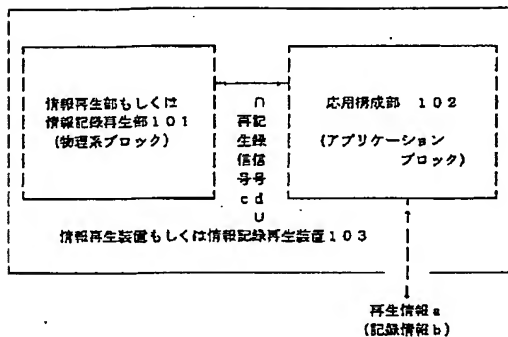 情報再生部もしくは
情報記録再生部101
(物理系ブロック)
再生信号c
(記録信号d)
応用構成部 102
(アプリケーション
ブロック)
情報再生装置もしくは情報記録再生装置103
再生情報a
(記録情報b)